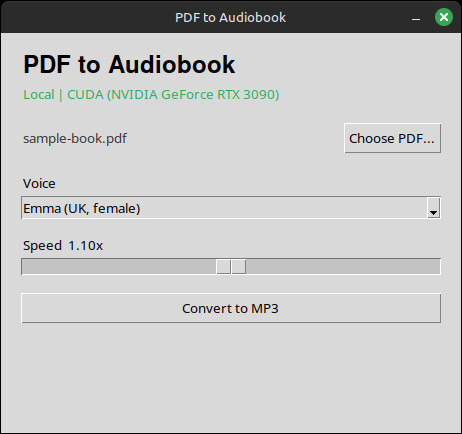 PDF to Audiobook
PDF to Audiobook
Local | CUDA (NVIDIA GeForce RTX 3090)
sample-book.pdf
Choose PDF...
Voice
Emma (UK, female)
Speed 1.10x
Convert to MP3